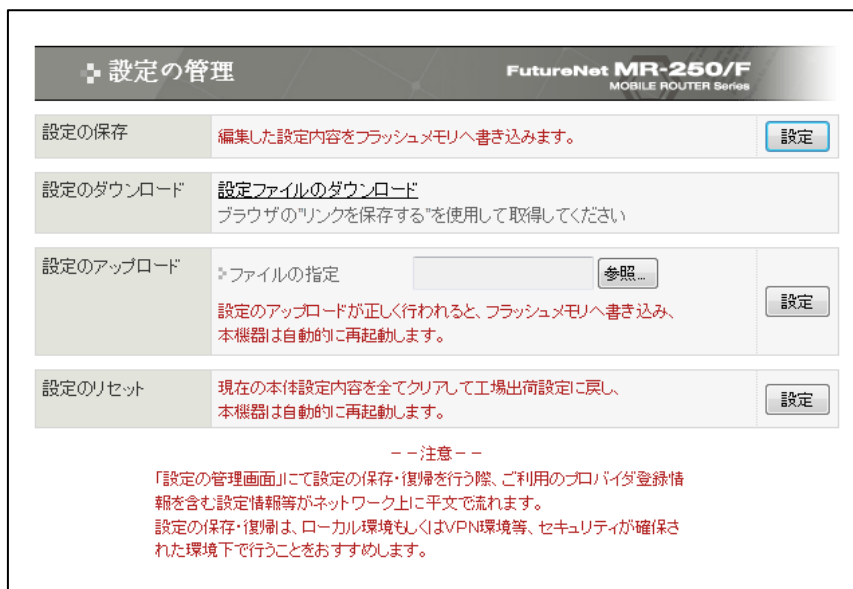 設定の管理
FutureNet MR-250/F
MOBILE ROUTER Series
設定の保存
編集した設定内容をフラッシュメモリへ書き込みます。
設定
設定のダウンロード
設定ファイルのダウンロード
ブラウザの"リンクを保存する"を使用して取得してください
設定のアップロード
ファイルの指定
参照...
設定のアップロードが正しく行われると、フラッシュメモリへ書き込み、
本機器は自動的に再起動します。
設定
設定のリセット
現在の本体設定内容を全てクリアして工場出荷設定に戻し、
本機器は自動的に再起動します。
設定
－－注意－－
「設定の管理画面」にて設定の保存・復帰を行う際、ご利用のプロバイダ登録情
報を含む設定情報等がネットワーク上に平文で流れます。
設定の保存・復帰は、ローカル環境もしくはVPN環境等、セキュリティが確保さ
れた環境下で行うことをおすすめします。